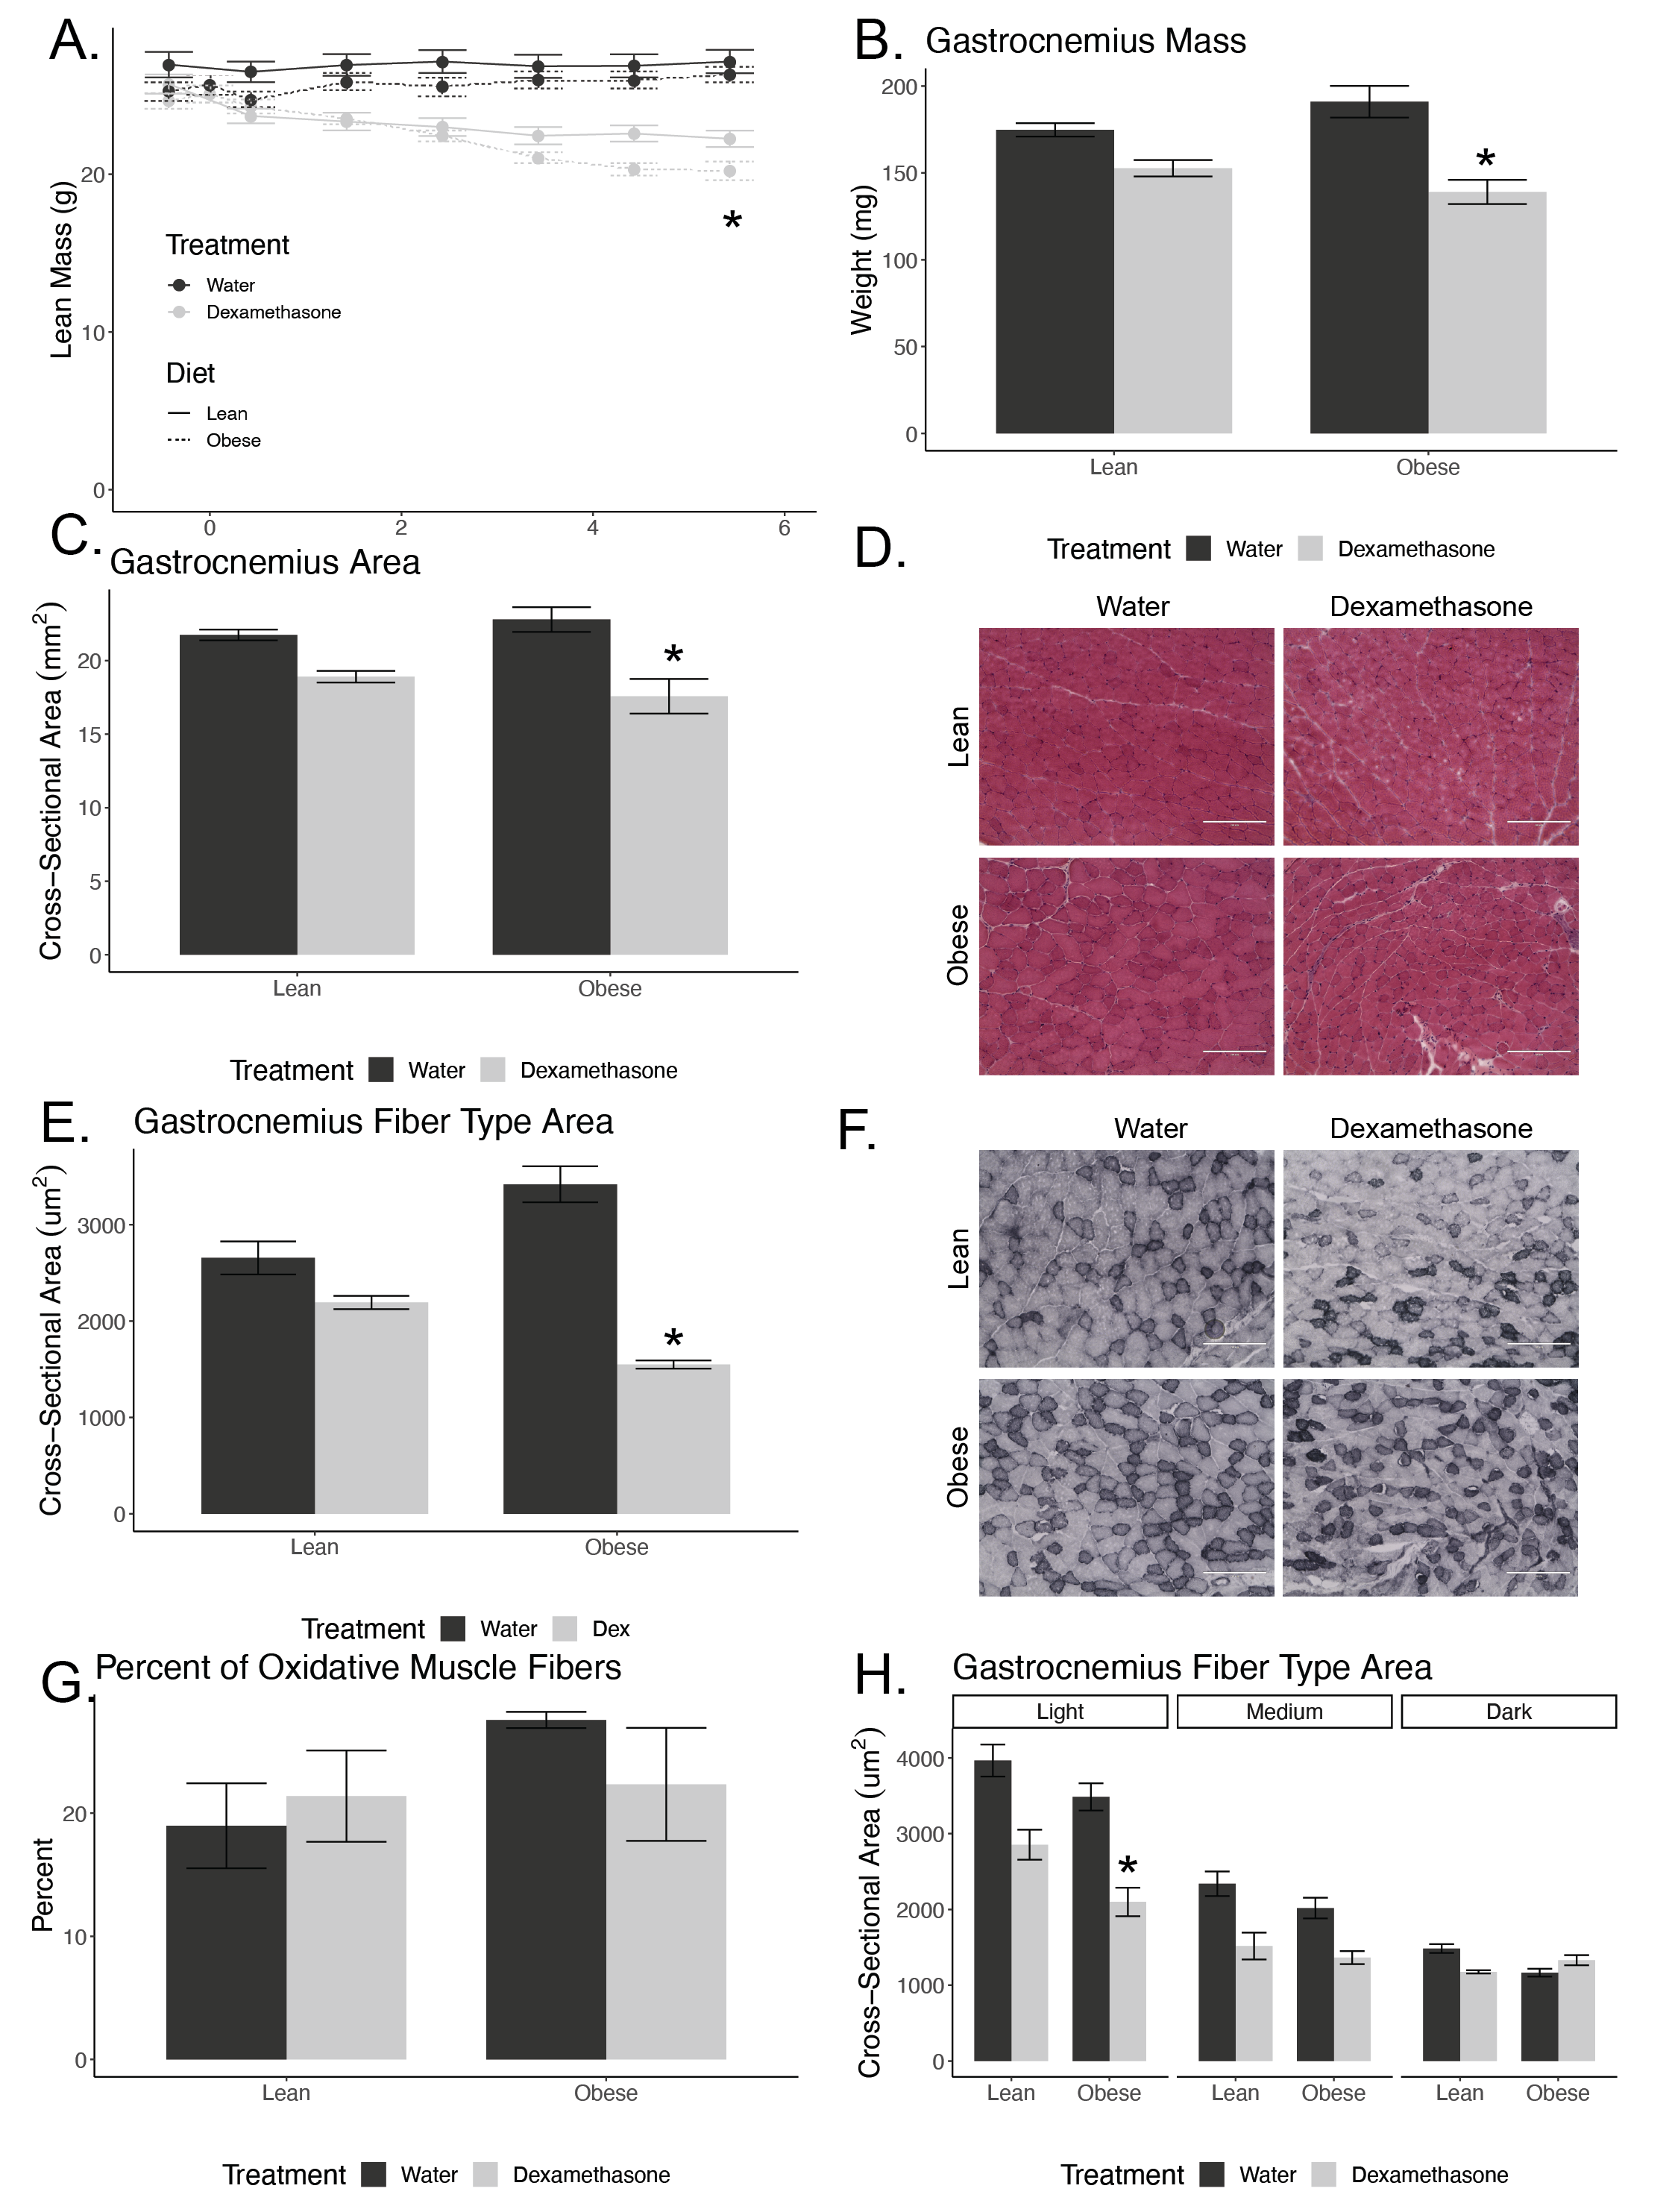 A.
Lean Mass (g)
20
10
0
0 2 4 6
*
Treatment
Water
Dexamethasone
Diet
Lean
Obese
B.
Gastrocnemius Mass
Weight (mg)
200
150
100
50
0
*
Lean Obese
Treatment Water Dexamethasone
C.
Gastrocnemius Area
Cross−Sectional Area (mm²)
20
15
10
5
0
*
Lean Obese
Treatment Water Dexamethasone
D.
Water Dexamethasone
Lean
Obese
E.
Gastrocnemius Fiber Type Area
Cross−Sectional Area (um²)
3000
2000
1000
0
*
Lean Obese
Treatment Water Dex
F.
Water Dexamethasone
Lean
Obese
G.
Percent of Oxidative Muscle Fibers
Percent
20
10
0
Lean Obese
Treatment Water Dexamethasone
H.
Gastrocnemius Fiber Type Area
Light Medium Dark
Cross−Sectional Area (um²)
4000
3000
2000
1000
0
*
Lean Obese Lean Obese Lean Obese
Treatment Water Dexamethasone